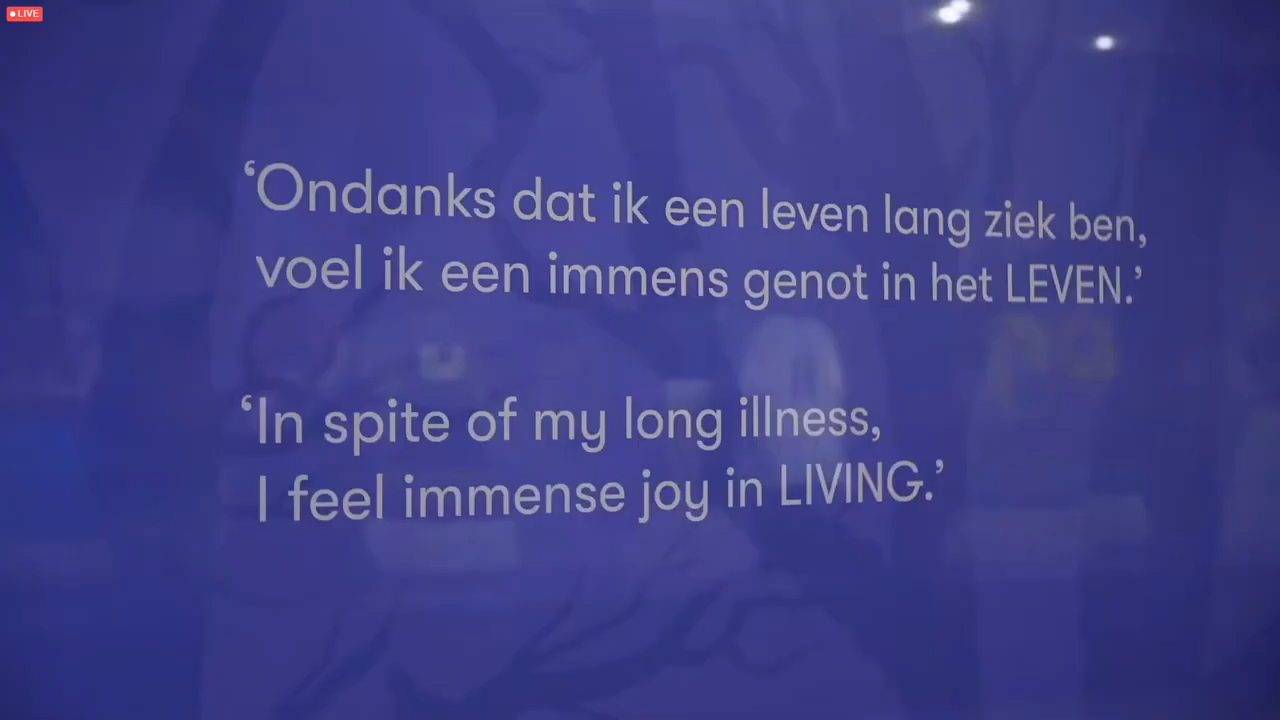 LIVE
‘Ondanks dat ik een leven lang ziek ben,
voel ik een immens genot in het LEVEN.’
‘In spite of my long illness,
I feel immense joy in LIVING.’